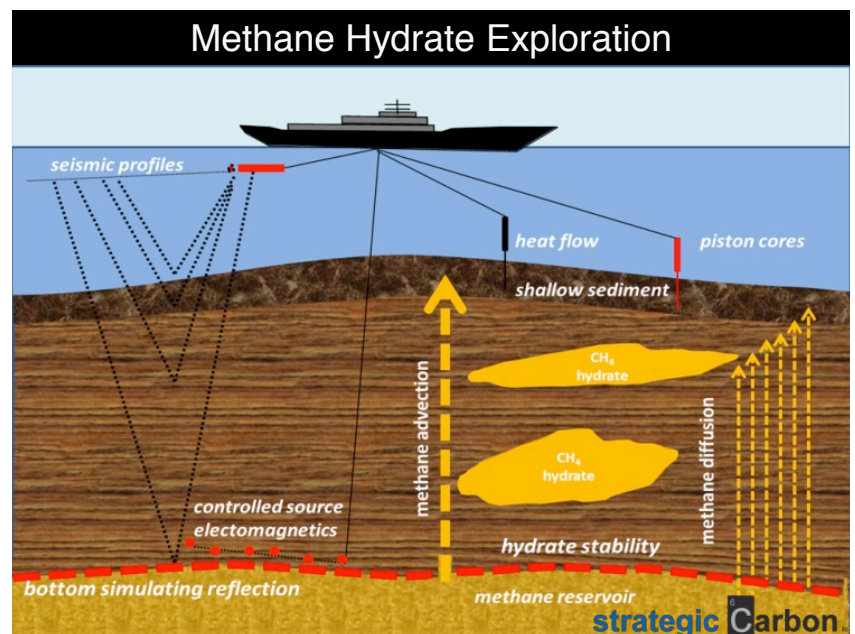 Methane Hydrate Exploration
seismic profiles
heat flow
piston cores
shallow sediment
methane advection
CH₄
hydrate
methane diffusion
CH₄
hydrate
controlled source
electomagnetics
hydrate stability
bottom simulating reflection
methane reservoir
strategic 6 Carbon